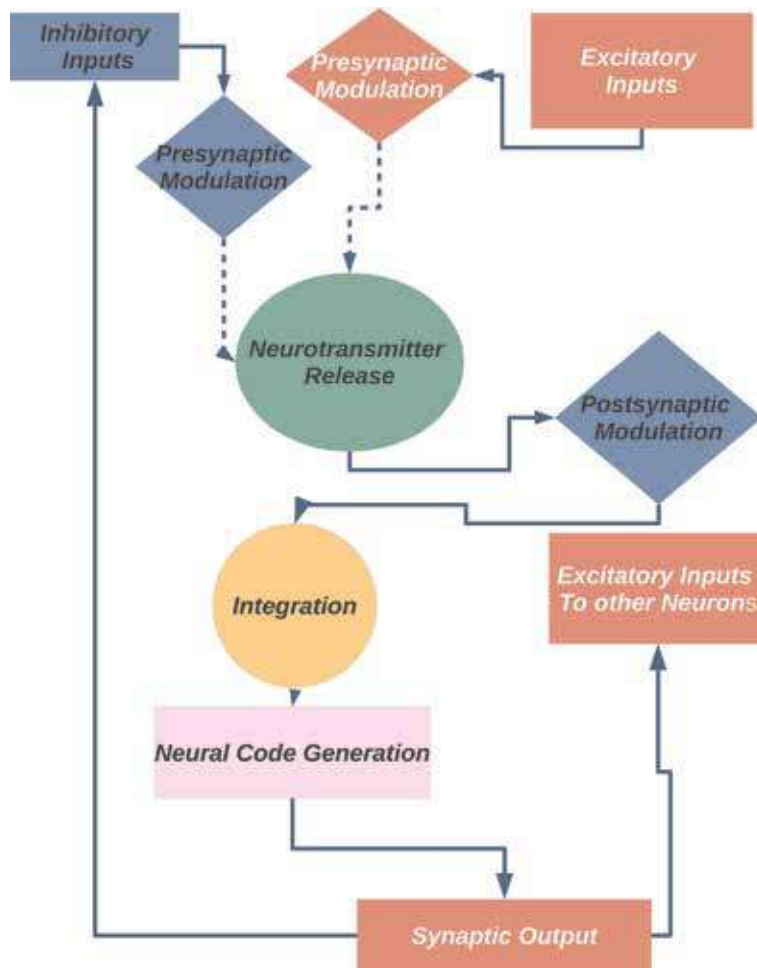 Inhibitory
Inputs
Presynaptic
Modulation
Excitatory
Inputs
Presynaptic
Modulation
Neurotransmitter
Release
Postsynaptic
Modulation
Integration
Excitatory Inputs
To other Neurons
Neural Code Generation
Synaptic Output